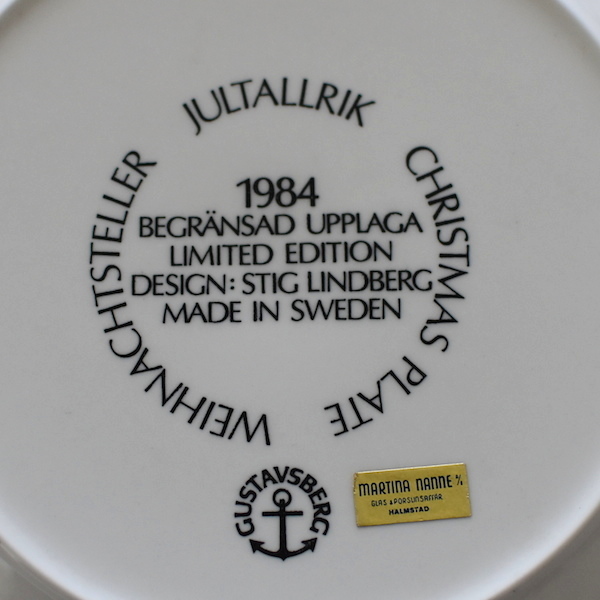 JULTALLRIK
CHRISTMAS PLATE
WEIHNACHTSTELLER
1984
BEGRÄNSAD UPPLAGA
LIMITED EDITION
DESIGN: STIG LINDBERG
MADE IN SWEDEN
GUSTAVSBERG
MARTINA NANNE
GLAS & PORSLINSAFFÄR
HALMSTAD